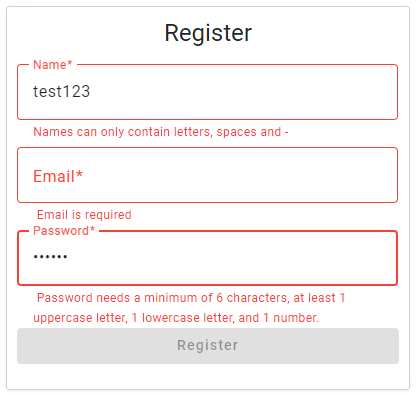 Register
Name*
test123
Names can only contain letters, spaces and -
Email*
Email is required
Password*
••••••
Password needs a minimum of 6 characters, at least 1
uppercase letter, 1 lowercase letter, and 1 number.
Register